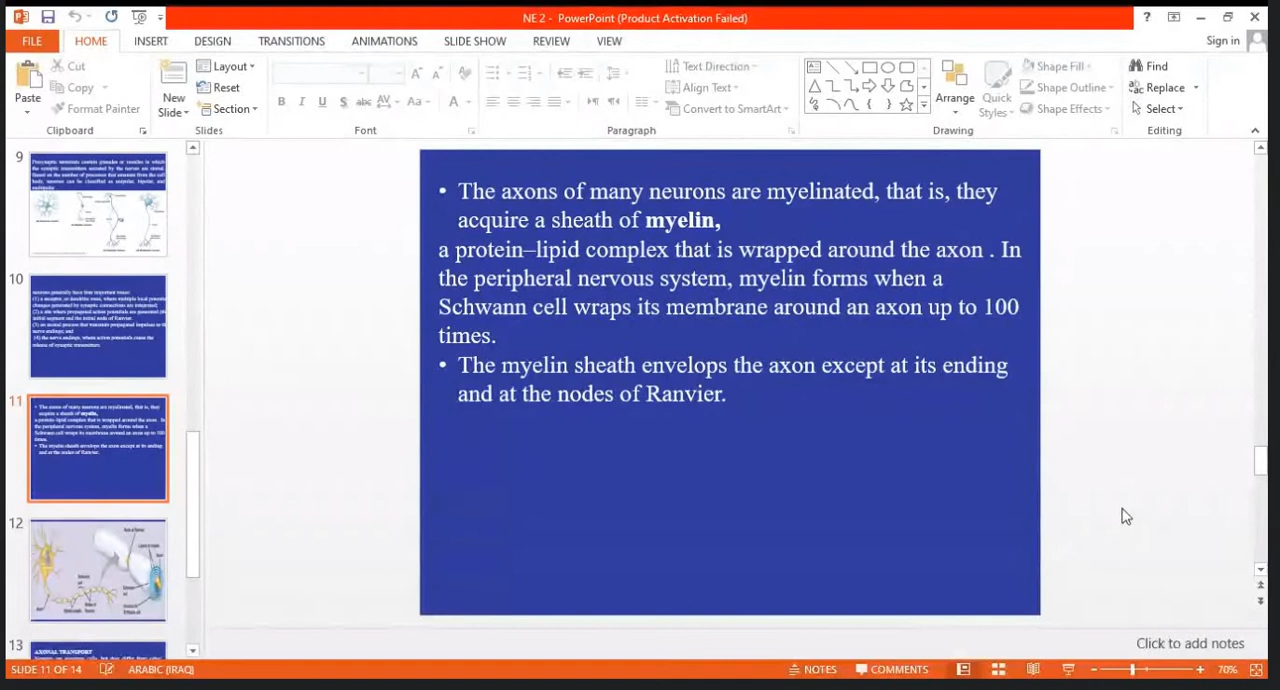 NE 2 - PowerPoint (Product Activation Failed)
FILE HOME INSERT DESIGN TRANSITIONS ANIMATIONS SLIDE SHOW REVIEW VIEW Sign in
Paste Cut Copy Format Painter
Clipboard
New Slide Layout Reset Section
Slides
Font
Text Direction Align Text Convert to SmartArt
Paragraph
Arrange Quick Styles Shape Fill Shape Outline Shape Effects
Drawing
Find Replace Select
Editing
9
10
11
12
13
AXONAL TRANSPORT
• The axons of many neurons are myelinated, that is, they
acquire a sheath of myelin,
a protein–lipid complex that is wrapped around the axon . In
the peripheral nervous system, myelin forms when a
Schwann cell wraps its membrane around an axon up to 100
times.
• The myelin sheath envelops the axon except at its ending
and at the nodes of Ranvier.
Click to add notes
SLIDE 11 OF 14 ARABIC (IRAQ) NOTES COMMENTS 70%